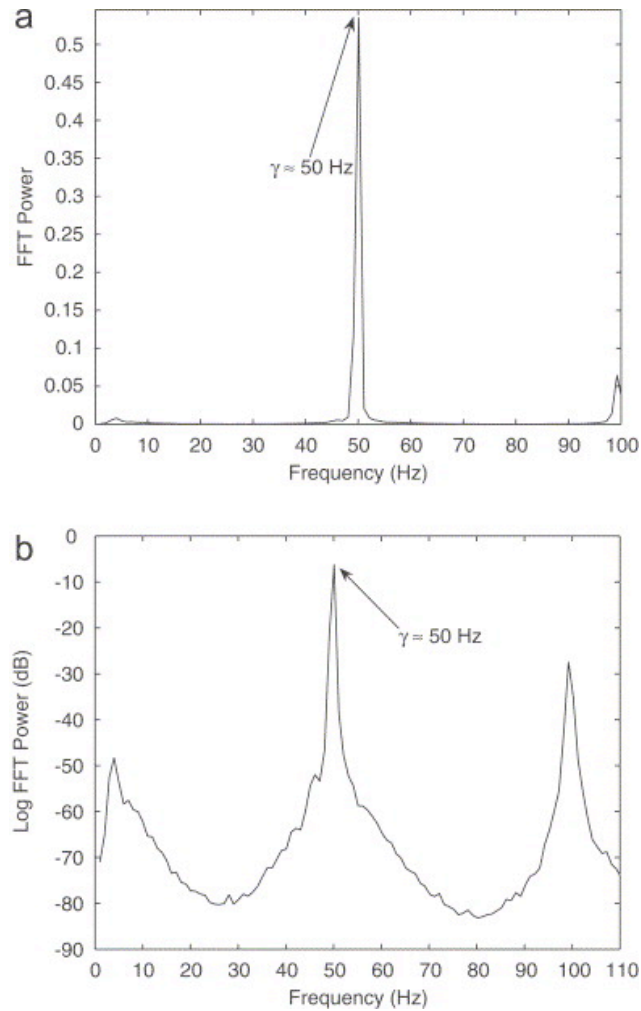 a
0.5
0.45
0.4
0.35
0.3
0.25
0.2
0.15
0.1
0.05
0
FFT Power
γ ≈ 50 Hz
0 10 20 30 40 50 60 70 80 90 100
Frequency (Hz)
b
0
-10
-20
-30
-40
-50
-60
-70
-80
-90
Log FFT Power (dB)
γ ≈ 50 Hz
0 10 20 30 40 50 60 70 80 90 100 110
Frequency (Hz)